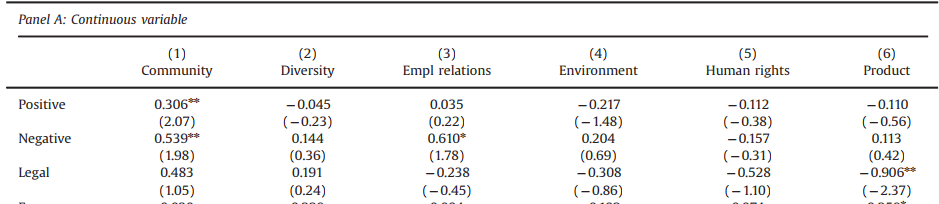 Panel A: Continuous variable
(1) (2) (3) (4) (5) (6)
Community Diversity Empl relations Environment Human rights Product
Positive 0.306** −0.045 0.035 −0.217 −0.112 −0.110
(2.07) (−0.23) (0.22) (−1.48) (−0.38) (−0.56)
Negative 0.539** 0.144 0.610* 0.204 −0.157 0.113
(1.98) (0.36) (1.78) (0.69) (−0.31) (0.42)
Legal 0.483 0.191 −0.238 −0.308 −0.528 −0.906**
(1.05) (0.24) (−0.45) (−0.86) (−1.10) (−2.37)